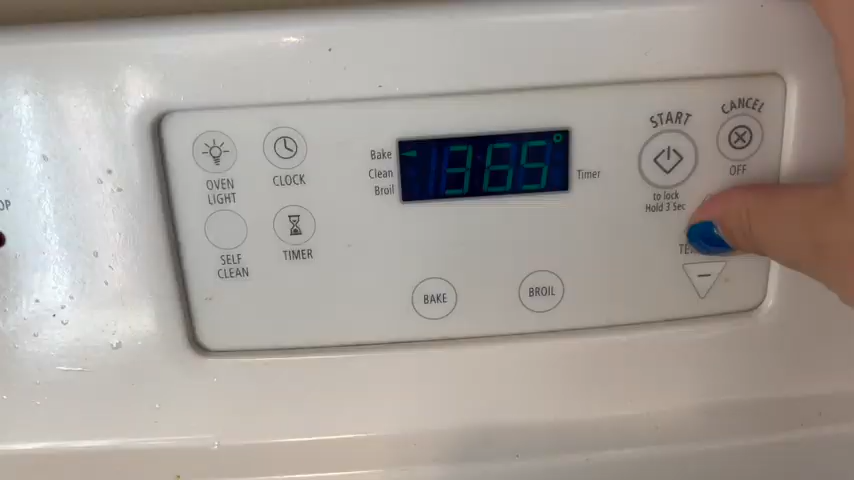 START
CANCEL
Bake
Clean
Broil
365°
Timer
OFF
to lock
Hold 3 Sec
OVEN
LIGHT
CLOCK
SELF
CLEAN
TIMER
BAKE
BROIL